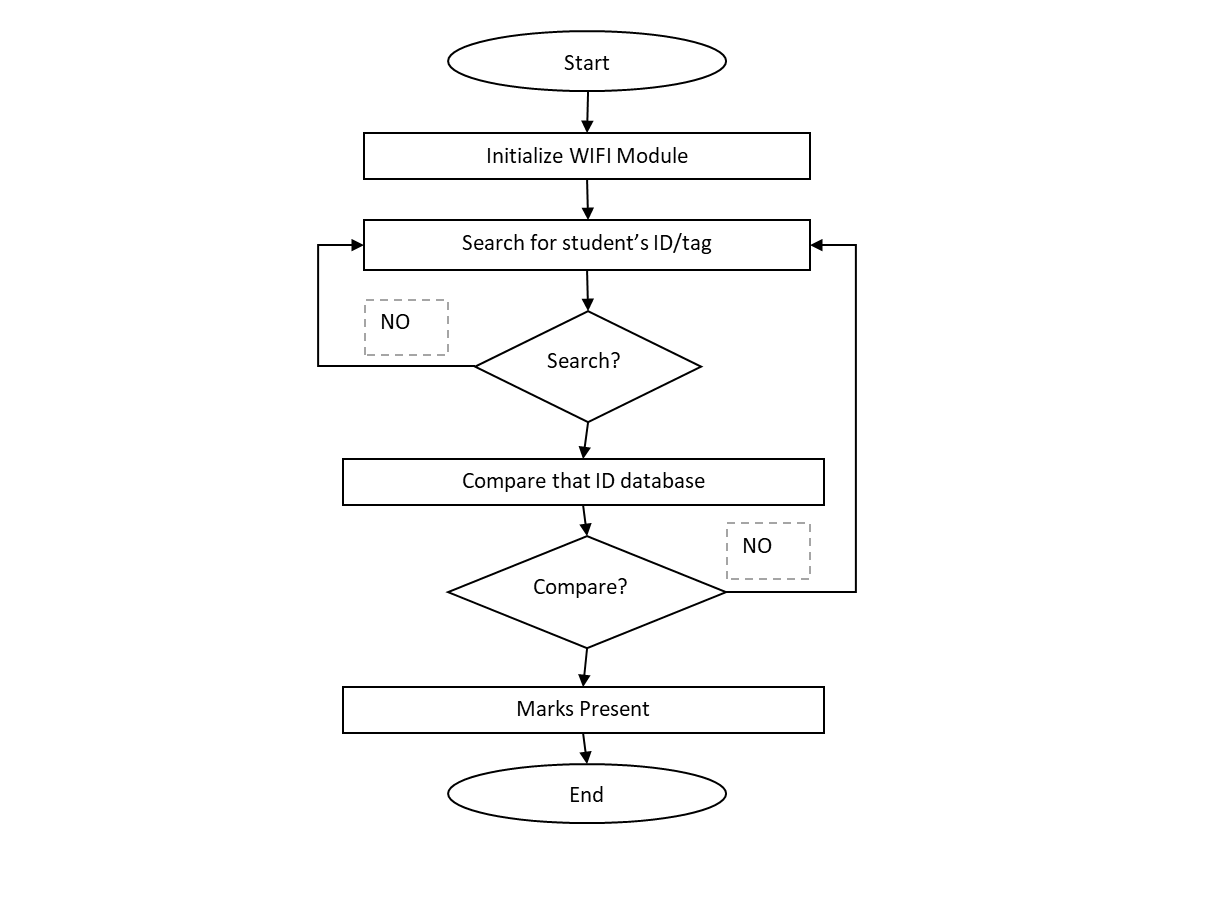 Start
Initialize WIFI Module
Search for student’s ID/tag
NO
Search?
Compare that ID database
NO
Compare?
Marks Present
End